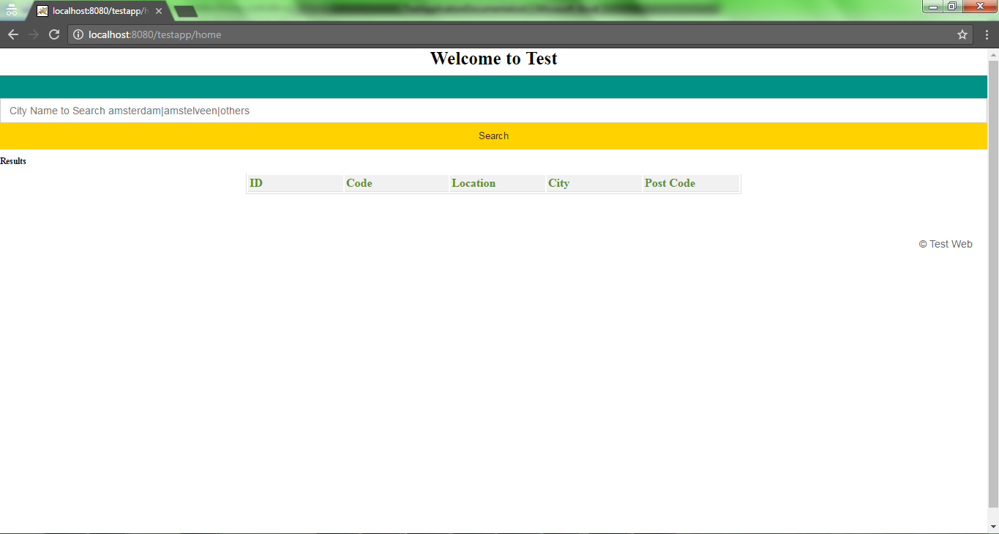 localhost:8080/testapp/h
localhost:8080/testapp/home
Welcome to Test
City Name to Search amsterdam|amstelveen|others
Search
Results
ID Code Location City Post Code
© Test Web